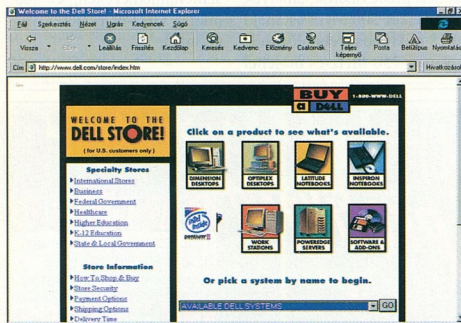 Welcome to the Dell Store! - Microsoft Internet Explorer
Fájl Szerkesztés Nézet Ugrás Kedvencek Súgó
Vissza Előre Leállítás Frissítés Kezdőlap Keresés Kedvenc Előzmény Csatornák Teljes képernyő Posta Betűtípus Nyomtatás
Cím http://www.dell.com/store/index.htm Hivatkozások
BUY a DELL 1-800-WWW-DELL
WELCOME TO THE
DELL STORE!
(for U.S. customers only)
Specialty Stores
International Stores
Business
Federal Government
Healthcare
Higher Education
K-12 Education
State & Local Government
Store Information
How To Shop & Buy
Store Security
Payment Options
Shipping Options
Delivery Time
Click on a product to see what's available.
DIMENSION DESKTOPS
OPTIPLEX DESKTOPS
LATITUDE NOTEBOOKS
INSPIRON NOTEBOOKS
intel inside
pentium II
WORK STATIONS
POWEREDGE SERVERS
SOFTWARE & ADD-ONS
Or pick a system by name to begin.
AVAILABLE DELL SYSTEMS GO